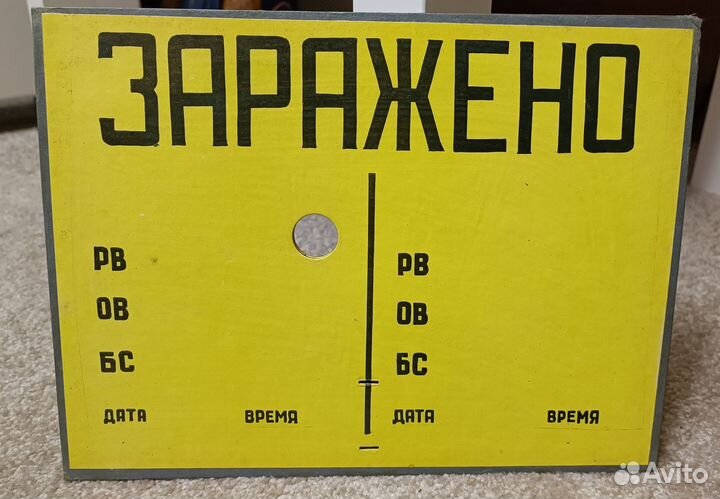 ЗАРАЖЕНО
РВ РВ
ОВ ОВ
БС БС
ДАТА ВРЕМЯ ДАТА ВРЕМЯ
Avito